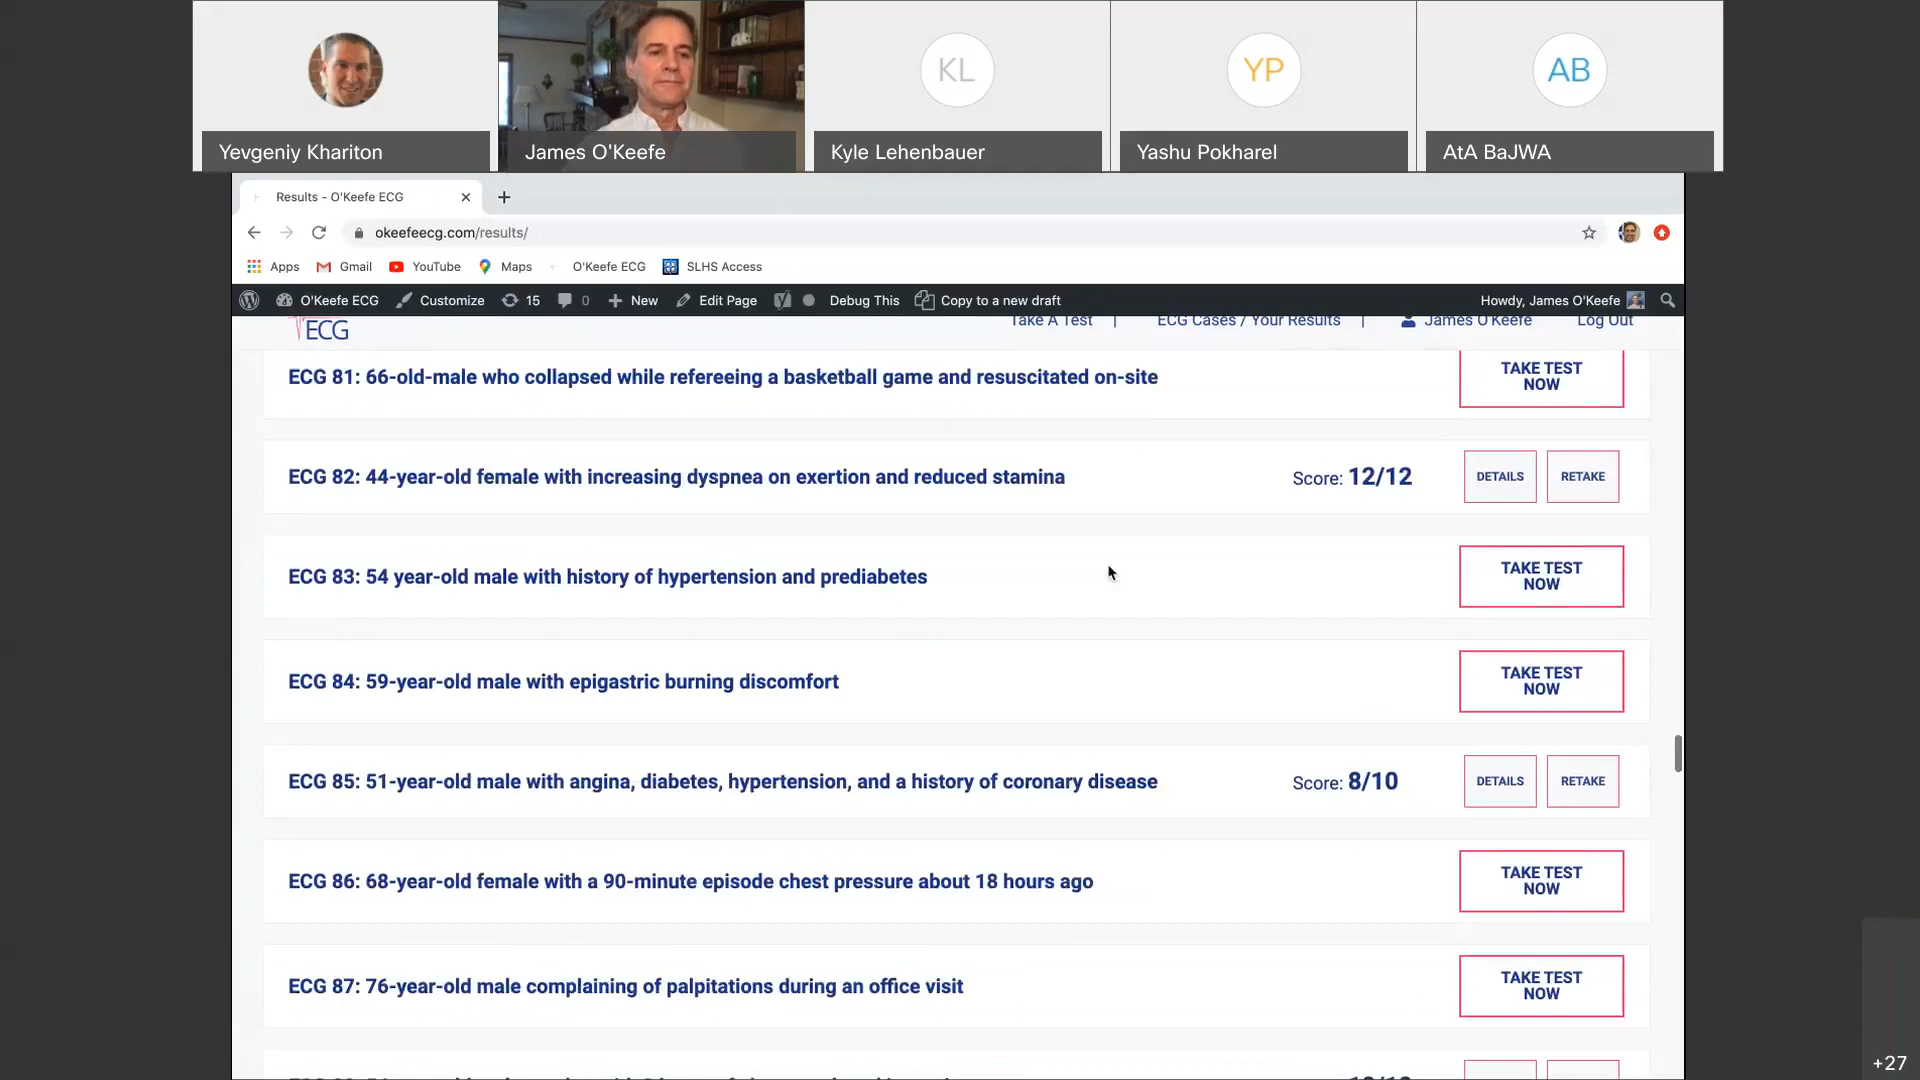 KL
YP
AB
Yevgeniy Khariton
James O'Keefe
Kyle Lehenbauer
Yashu Pokharel
AtA BaJWA
Results - O'Keefe ECG
okeefeecg.com/results/
Apps Gmail YouTube Maps O'Keefe ECG SLHS Access
O'Keefe ECG Customize 15 0 New Edit Page Debug This Copy to a new draft Howdy, James O'Keefe
ECG Take A Test | ECG Cases / Your Results | James O'Keefe Log Out
ECG 81: 66-old-male who collapsed while refereeing a basketball game and resuscitated on-site
TAKE TEST
NOW
ECG 82: 44-year-old female with increasing dyspnea on exertion and reduced stamina Score: 12/12 DETAILS RETAKE
ECG 83: 54 year-old male with history of hypertension and prediabetes
TAKE TEST
NOW
ECG 84: 59-year-old male with epigastric burning discomfort
TAKE TEST
NOW
ECG 85: 51-year-old male with angina, diabetes, hypertension, and a history of coronary disease Score: 8/10 DETAILS RETAKE
ECG 86: 68-year-old female with a 90-minute episode chest pressure about 18 hours ago
TAKE TEST
NOW
ECG 87: 76-year-old male complaining of palpitations during an office visit
TAKE TEST
NOW
+27